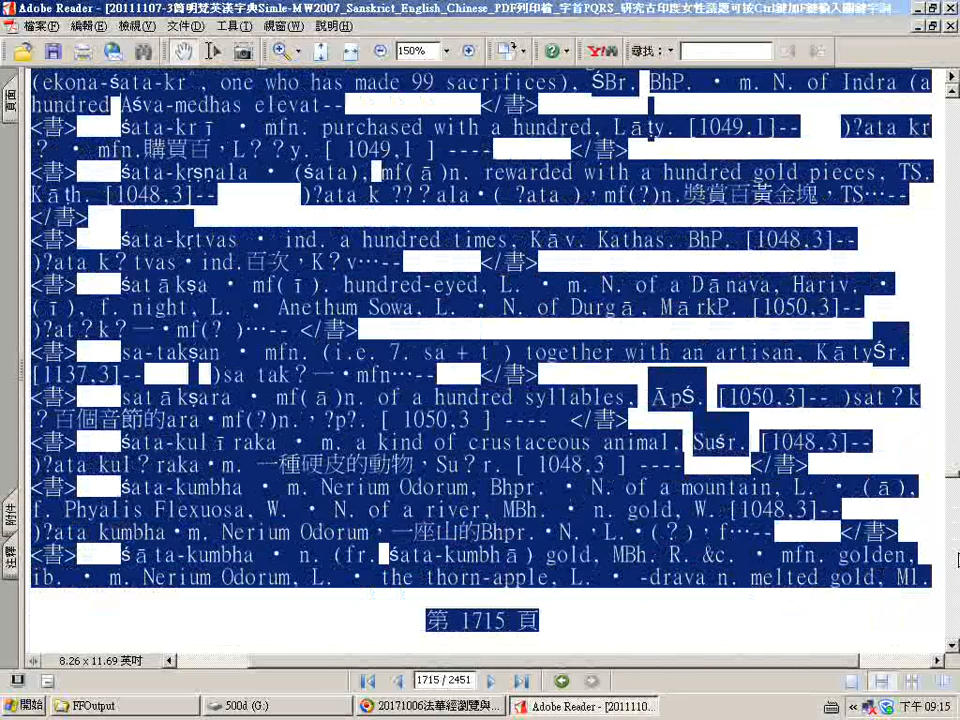 Adobe Reader - [20111107-3簡明梵英漢字典Simle-MW2007_Sanskrict_English_Chinese_PDF列印檔_字首PQRS_研究古印度女性議題可按Ctrl鍵加F鍵輸入關鍵字詞...
檔案(F) 編輯(E) 檢視(V) 文件(D) 工具(T) 視窗(W) 說明(H)
150% Y! 尋找：
頁面
附件
注釋
(ekona-śata-kr , one who has made 99 sacrifices), ŚBr. BhP. ・ m. N. of Indra (a
hundred Aśva-medhas elevat-- </書>
<書> śata-krī ・ mfn. purchased with a hundred, Lāṭy. [1049,1]-- )?ata kr
? ・ mfn.購買百，L??y. [ 1049,1 ] ---- </書>
<書> śata-kṛṣṇala ・ (śata), mf(ā)n. rewarded with a hundred gold pieces, TS.
Kāṭh. [1048,3]-- )?ata k ???ala・( ?ata )，mf(?)n.獎賞百黃金塊，TS…--
</書>
<書> śata-kṛtvas ・ ind. a hundred times, Kāv. Kathas. BhP. [1048,3]--
)?ata k?tvas・ind.百次，K?v…-- </書>
<書> śatākṣa ・ mf(ī). hundred-eyed, L. ・ m. N. of a Dānava, Hariv. ・
(ī), f. night, L. ・ Anethum Sowa, L. ・ N. of Durgā, MārkP. [1050,3]--
)?at?k?一・mf(? )…-- </書>
<書> sa-takṣan ・ mfn. (i.e. 7. sa + t°) together with an artisan, KātyŚr.
[1137,3]-- )sa tak?一・mfn…-- </書>
<書> satākṣara ・ mf(ā)n. of a hundred syllables, ĀpŚ. [1050,3]-- )sat?k
?百個音節的ara・mf(?)n.，?p?. [ 1050,3 ] ---- </書>
<書> śata-kulīraka ・ m. a kind of crustaceous animal, Suśr. [1048,3]--
)?ata kul?raka・m. 一種硬皮的動物，Su?r. [ 1048,3 ] ---- </書>
<書> śata-kumbha ・ m. Nerium Odorum, Bhpr. ・ N. of a mountain, L. ・ (ā),
f. Phyalis Flexuosa, W. ・ N. of a river, MBh. ・ n. gold, W. [1048,3]--
)?ata kumbha・m. Nerium Odorum，一座山的Bhpr.・N.，L.・(?) f…-- </書>
<書> śāta-kumbha ・ n. (fr. śata-kumbhā) gold, MBh. R. &c. ・ mfn. golden,
ib. ・ m. Nerium Odorum, L. ・ the thorn-apple, L. ・ -drava n. melted gold, Ml.
第 1715 頁
8.26 x 11.69 英吋
1715 / 2451
開始 FFOutput 500d (G:) 20171006法華經瀏覽與... Adobe Reader - [2011110... 下午 09:15